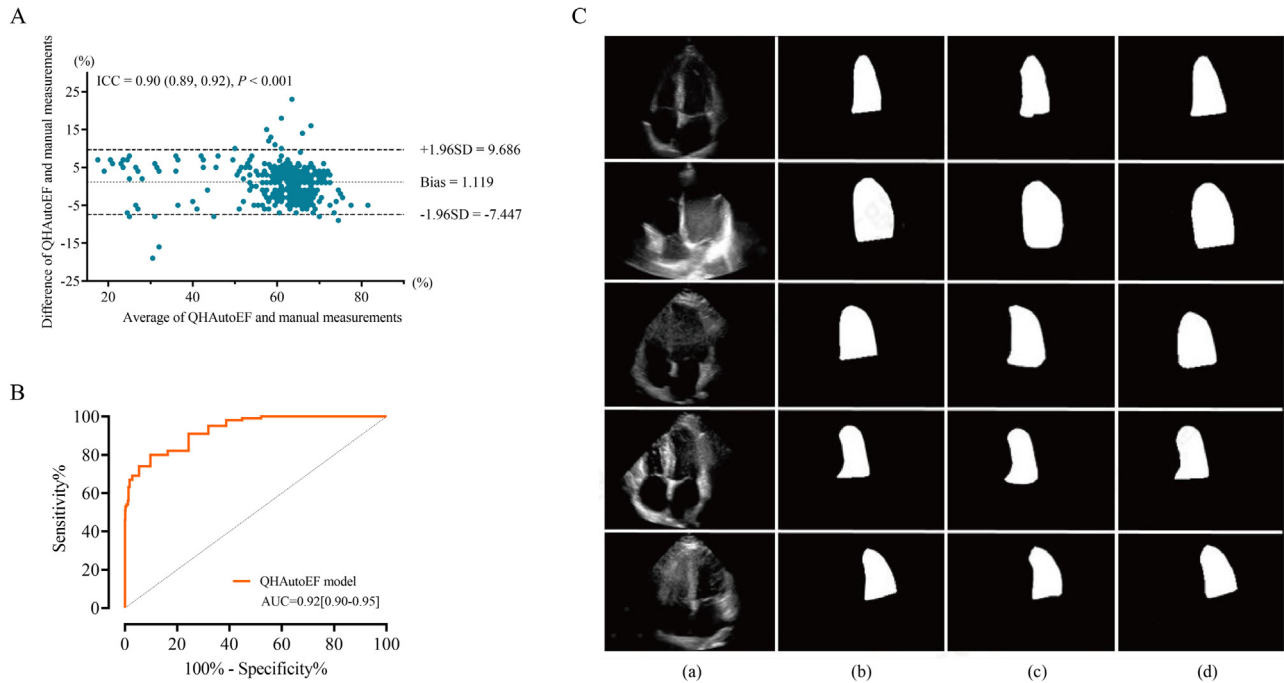 A
Difference of QHAutoEF and manual measurements
(%)
ICC = 0.90 (0.89, 0.92), P < 0.001
25
15
5
-5
-15
-25
+1.96SD = 9.686
Bias = 1.119
-1.96SD = -7.447
20 30 40 50 60 70 80
(%)
Average of QHAutoEF and manual measurements
B
Sensitivity%
100
80
60
40
20
0
QHAutoEF model
AUC=0.92[0.90-0.95]
0 20 40 60 80 100
100% - Specificity%
C
(a) (b) (c) (d)